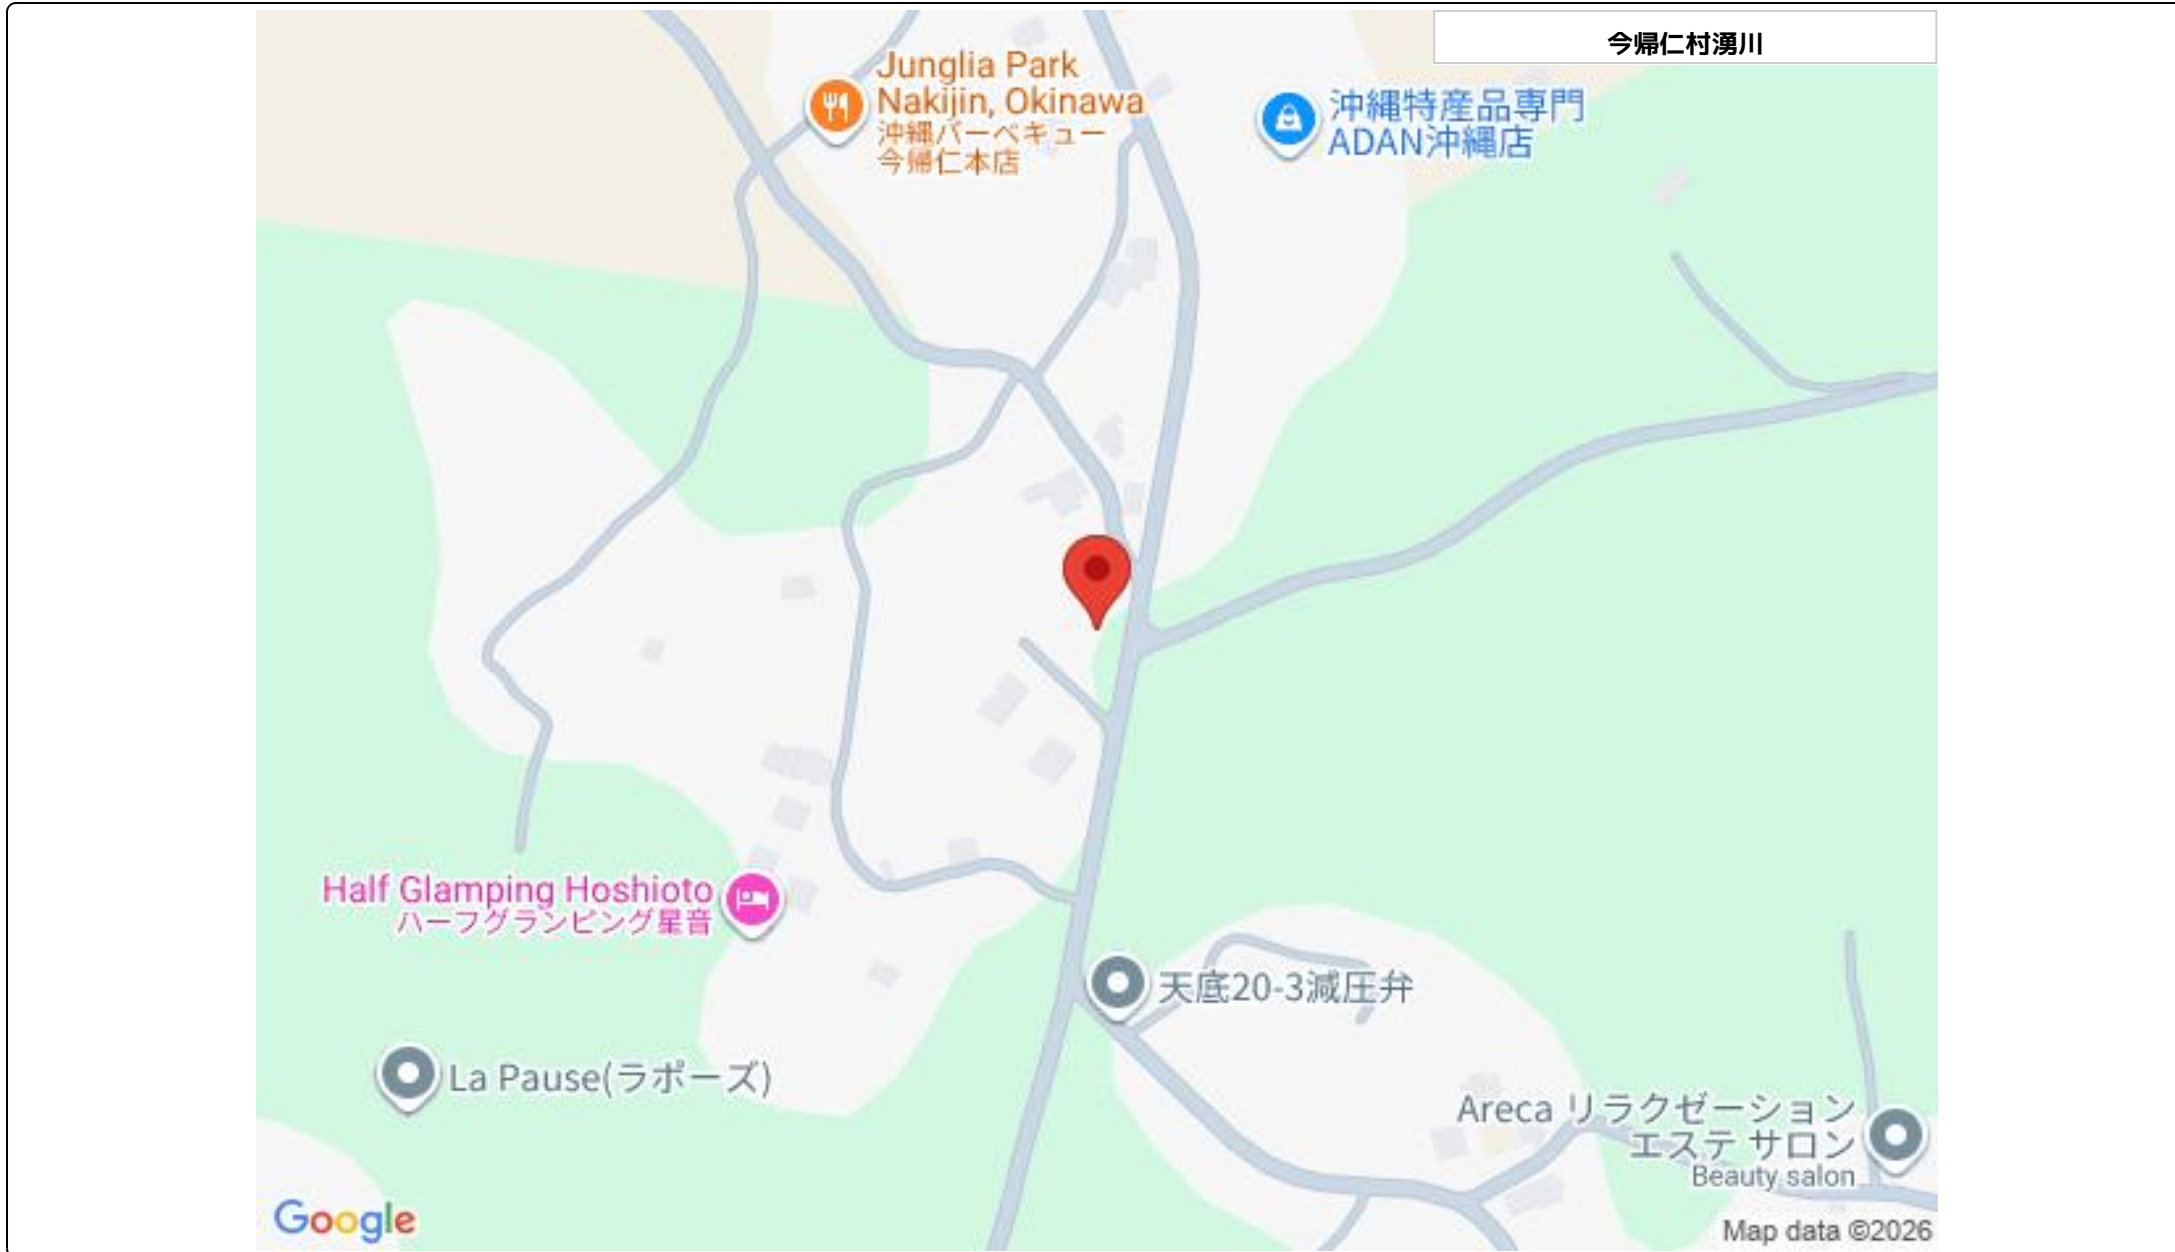 今帰仁村湧川
Junglia Park
Nakijin, Okinawa
沖縄バーベキュー
今帰仁本店
沖縄特産品専門
ADAN沖縄店
Half Glamping Hoshioto
ハーフグランピング星音
天底20-3減圧弁
La Pause(ラポーズ)
Areca リラクゼーション
エステ サロン
Beauty salon
Google
Map data ©2026